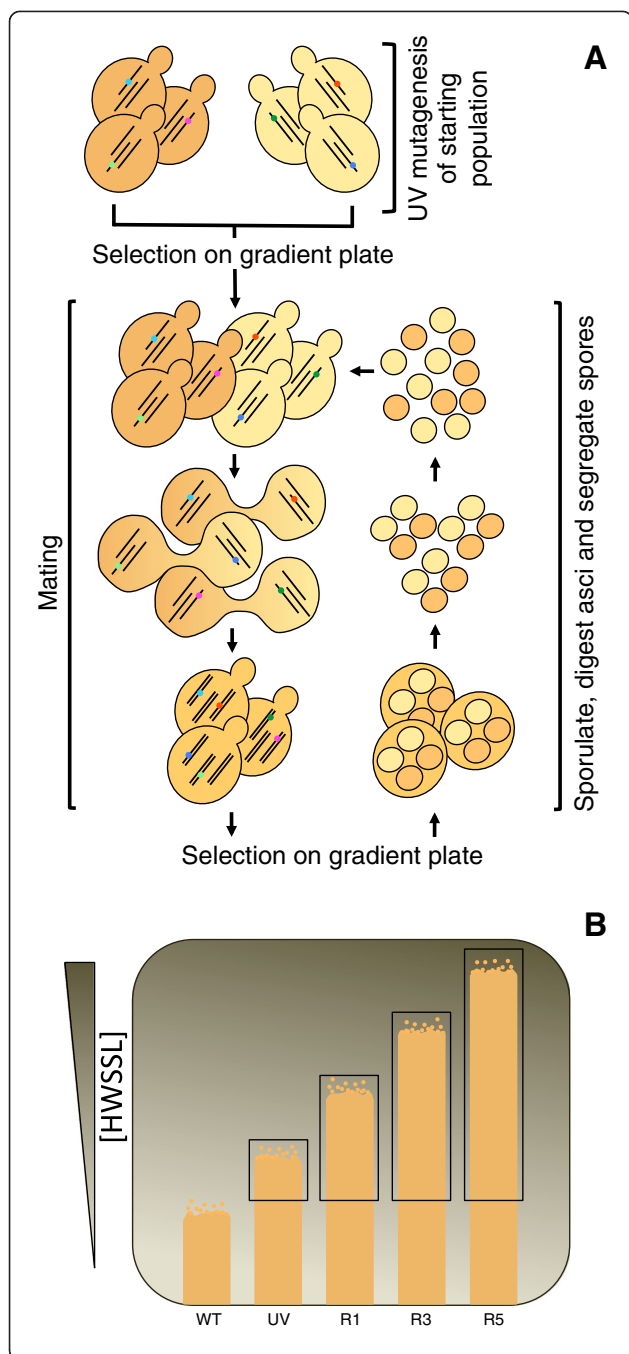 A
UV mutagenesis
of starting
population
Selection on gradient plate
Mating
Sporulate, digest asci and segregate spores
Selection on gradient plate
B
[HWSSL]
WT UV R1 R3 R5